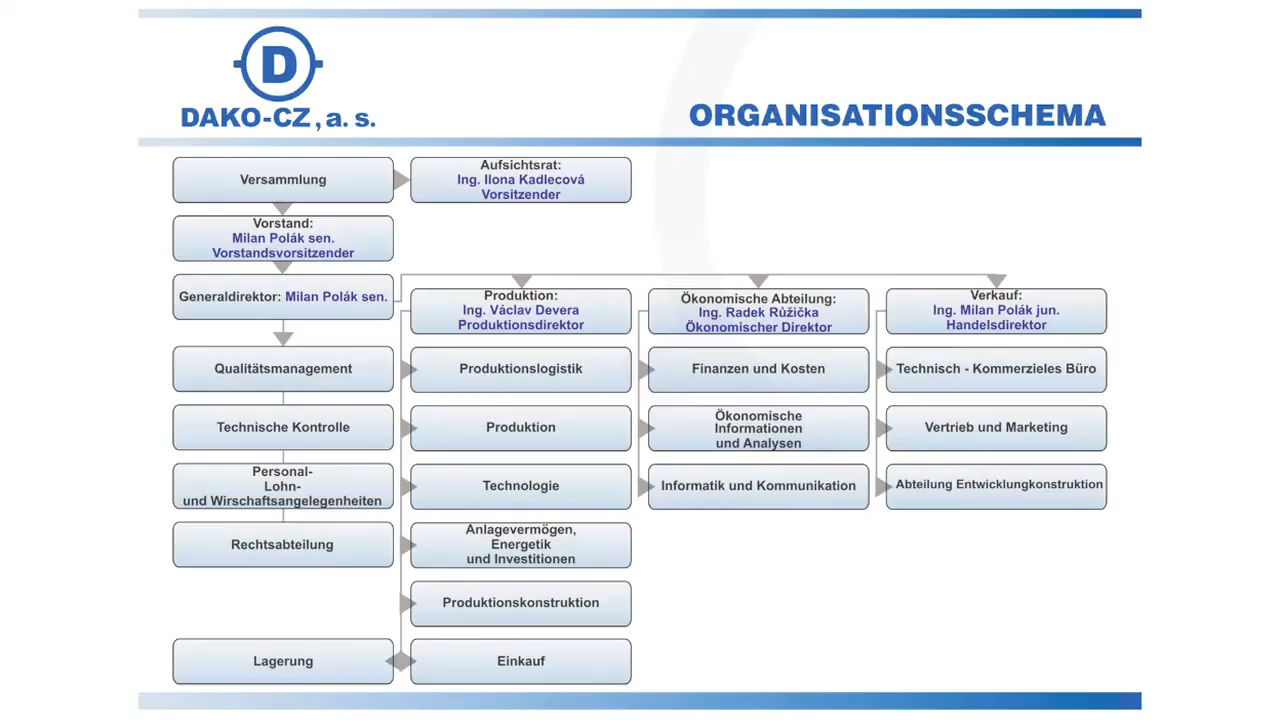 D
DAKO-CZ, a. s.
ORGANISATIONSSCHEMA
Versammlung
Aufsichtsrat:
Ing. Ilona Kadlecová
Vorsitzender
Vorstand:
Milan Polák sen.
Vorstandsvorsitzender
Generaldirektor: Milan Polák sen.
Produktion:
Ing. Václav Devera
Produktionsdirektor
Ökonomische Abteilung:
Ing. Radek Růžička
Ökonomischer Direktor
Verkauf:
Ing. Milan Polák jun.
Handelsdirektor
Qualitätsmanagement
Produktionslogistik
Finanzen und Kosten
Technisch - Kommerzieles Büro
Technische Kontrolle
Produktion
Ökonomische
Informationen
und Analysen
Vertrieb und Marketing
Personal-
Lohn-
und Wirschaftsangelegenheiten
Technologie
Informatik und Kommunikation
Abteilung Entwicklungkonstruktion
Rechtsabteilung
Anlagevermögen,
Energetik
und Investitionen
Produktionskonstruktion
Lagerung
Einkauf